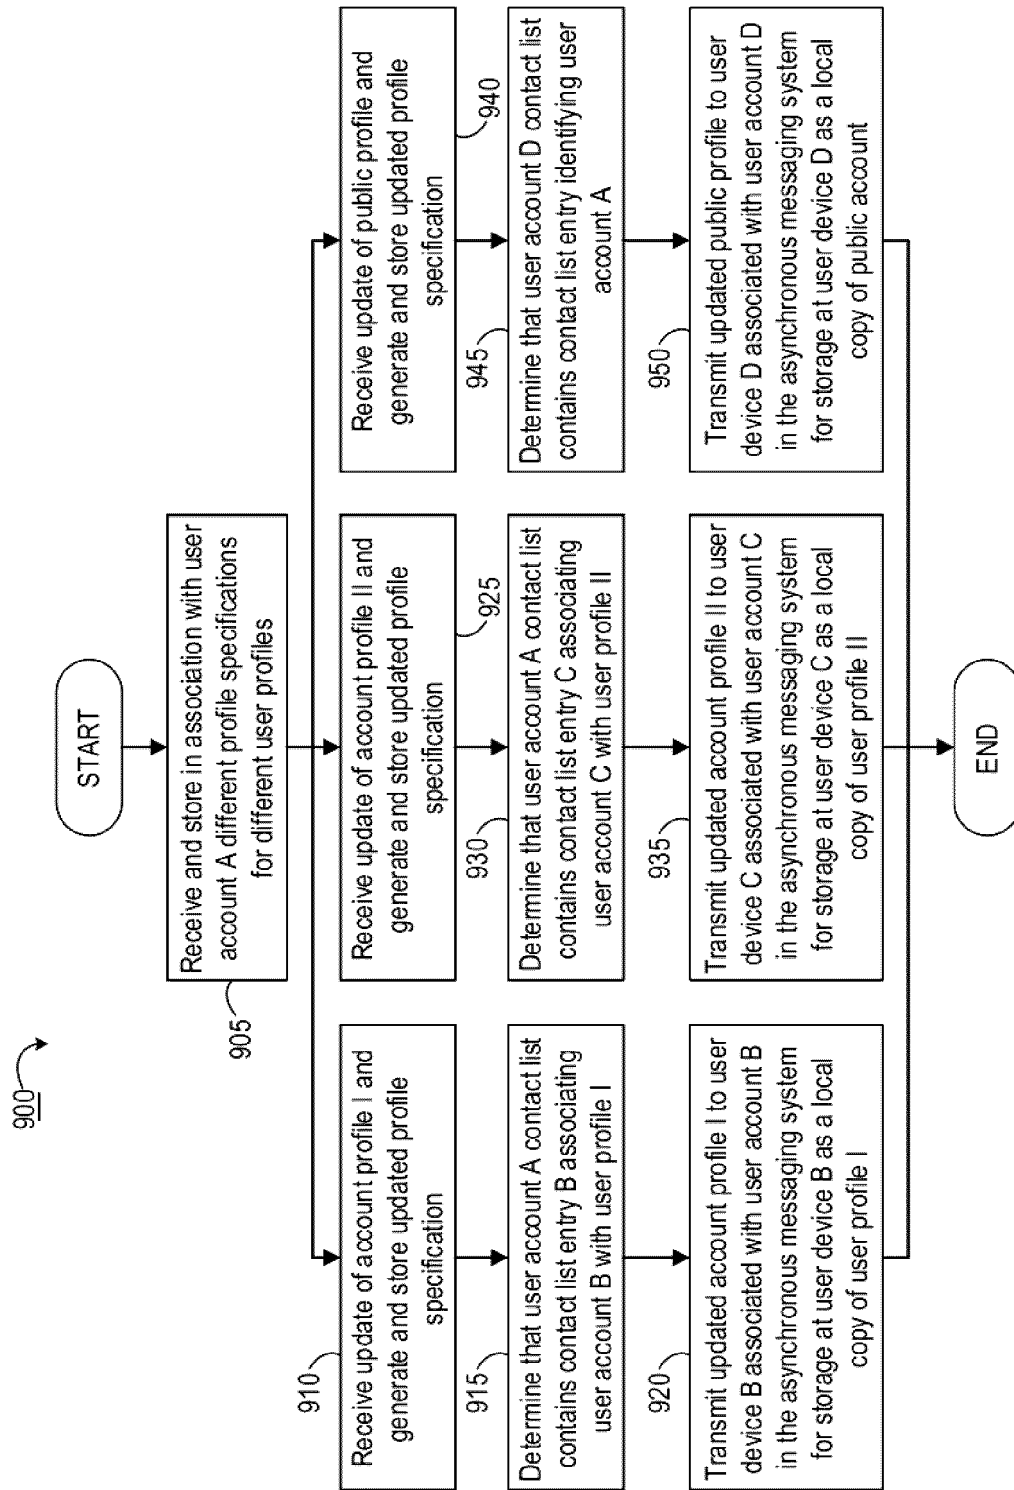 900
START
905
Receive and store in association with user
account A different profile specifications
for different user profiles
910
Receive update of account profile I and
generate and store updated profile
specification
915
Determine that user account A contact list
contains contact list entry B associating
user account B with user profile I
920
Transmit updated account profile I to user
device B associated with user account B
in the asynchronous messaging system
for storage at user device B as a local
copy of user profile I
Receive update of account profile II and
generate and store updated profile
specification
925
930
Determine that user account A contact list
contains contact list entry C associating
user account C with user profile II
935
Transmit updated account profile II to user
device C associated with user account C
in the asynchronous messaging system
for storage at user device C as a local
copy of user profile II
Receive update of public profile and
generate and store updated profile
specification
940
945
Determine that user account D contact list
contains contact list entry identifying user
account A
950
Transmit updated public profile to user
device D associated with user account D
in the asynchronous messaging system
for storage at user device D as a local
copy of public account
END